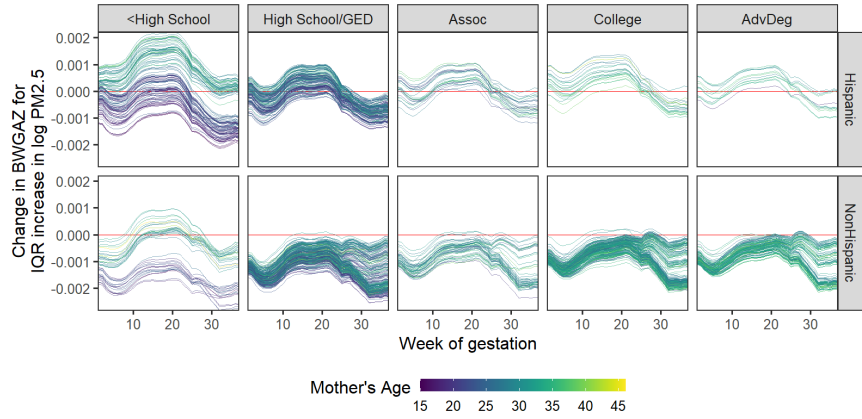 <High School
High School/GED
Assoc
College
AdvDeg
Change in BWGAZ for
IQR increase in log PM2.5
0.002
0.001
0.000
-0.001
-0.002
Hispanic
0.002
0.001
0.000
-0.001
-0.002
NonHispanic
10 20 30 10 20 30 10 20 30 10 20 30 10 20 30
Week of gestation
Mother's Age
15 20 25 30 35 40 45